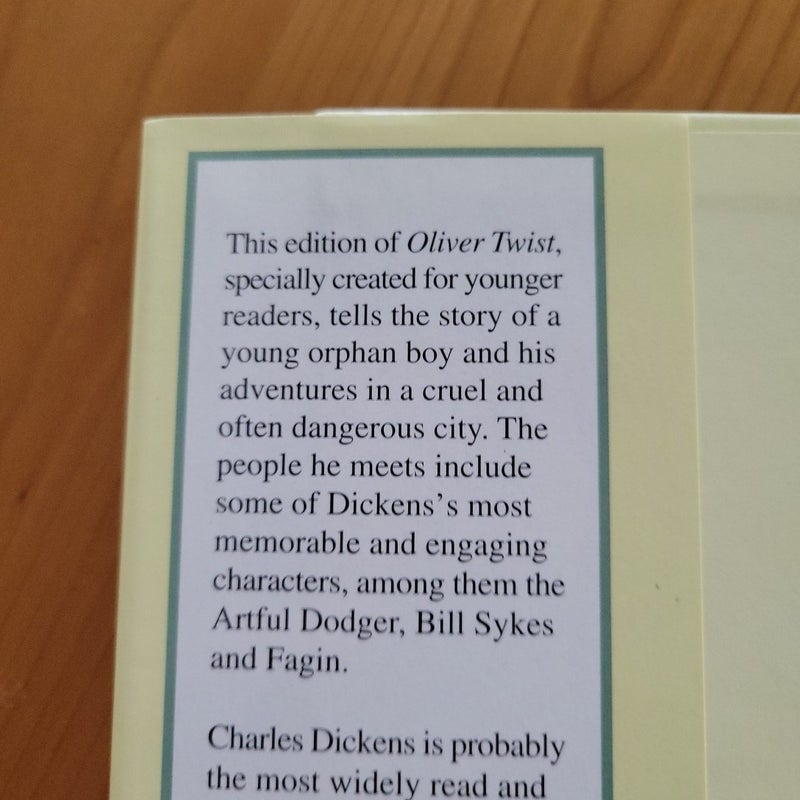 This edition of Oliver Twist,
specially created for younger
readers, tells the story of a
young orphan boy and his
adventures in a cruel and
often dangerous city. The
people he meets include
some of Dickens's most
memorable and engaging
characters, among them the
Artful Dodger, Bill Sykes
and Fagin.
Charles Dickens is probably
the most widely read and